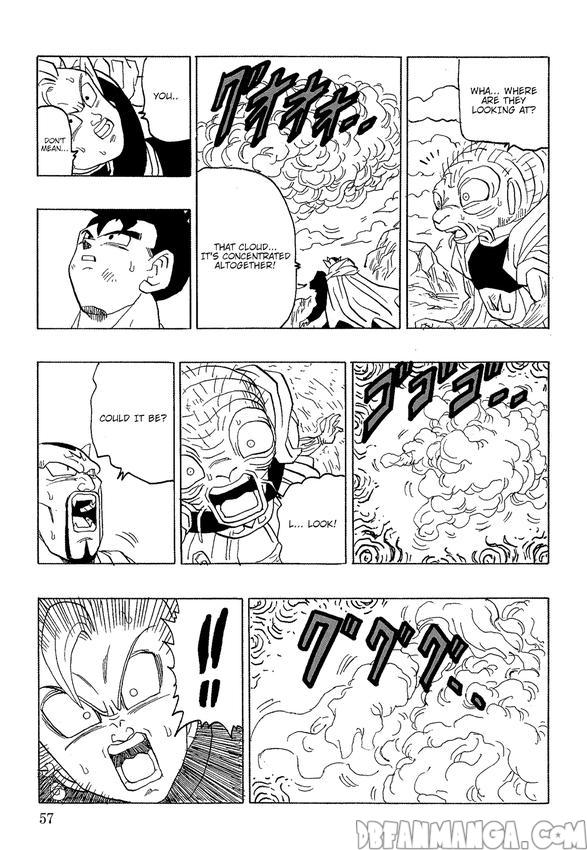 WHA... WHERE
ARE THEY
LOOKING AT?
グオオオ..
THAT CLOUD...
IT'S CONCENTRATED
ALTOGETHER!
YOU..
DON'T
MEAN...
ゴゴゴ..
L... LOOK!
COULD IT BE?
ググググ..
!!
57
DBFANMANGA.COM